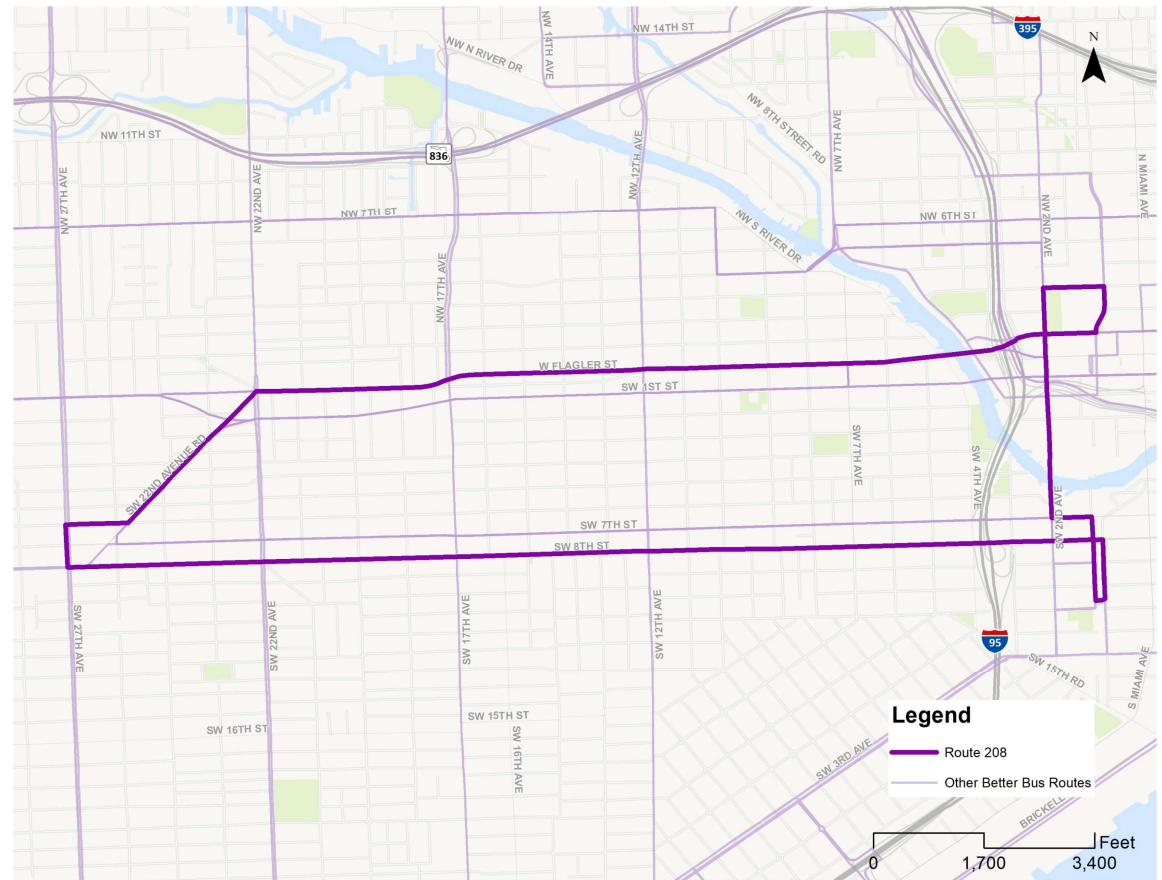 395
N
NW 14TH AVE
NW 14TH ST
NW N RIVER DR
NW 8TH STREET RD
NW 7TH AVE
NW 11TH ST
836
NW 12TH AVE
N MIAMI AVE
NW 27TH AVE
NW 22ND AVE
NW 7TH ST
NW S RIVER DR
NW 6TH ST
NW 2ND AVE
NW 17TH AVE
W FLAGLER ST
SW 1ST ST
SW 22ND AVENUE RD
SW 7TH AVE
SW 4TH AVE
SW 2ND AVE
SW 7TH ST
SW 8TH ST
SW 27TH AVE
SW 22ND AVE
SW 17TH AVE
SW 12TH AVE
95
SW 15TH RD
S MIAMI AVE
SW 16TH ST
SW 15TH ST
SW 16TH AVE
SW 3RD AVE
Legend
Route 208
Other Better Bus Routes
BRICKELL
Feet
0 1,700 3,400